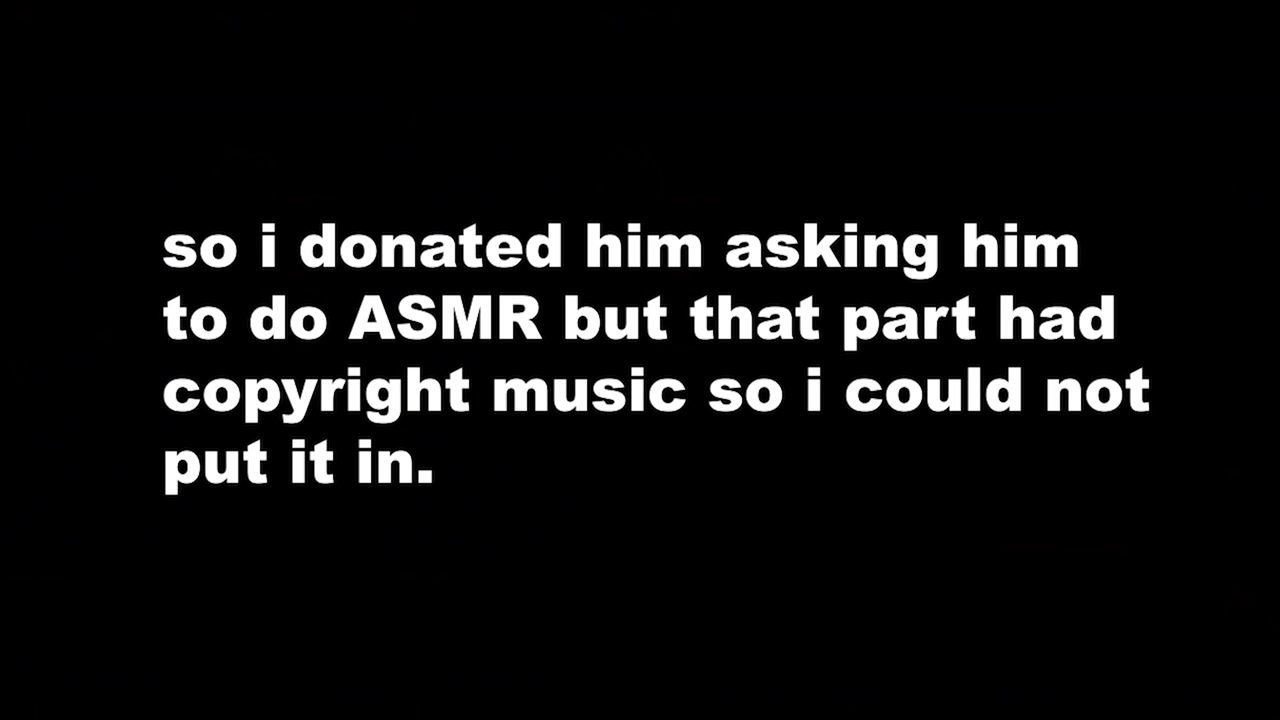 so i donated him asking him
to do ASMR but that part had
copyright music so i could not
put it in.